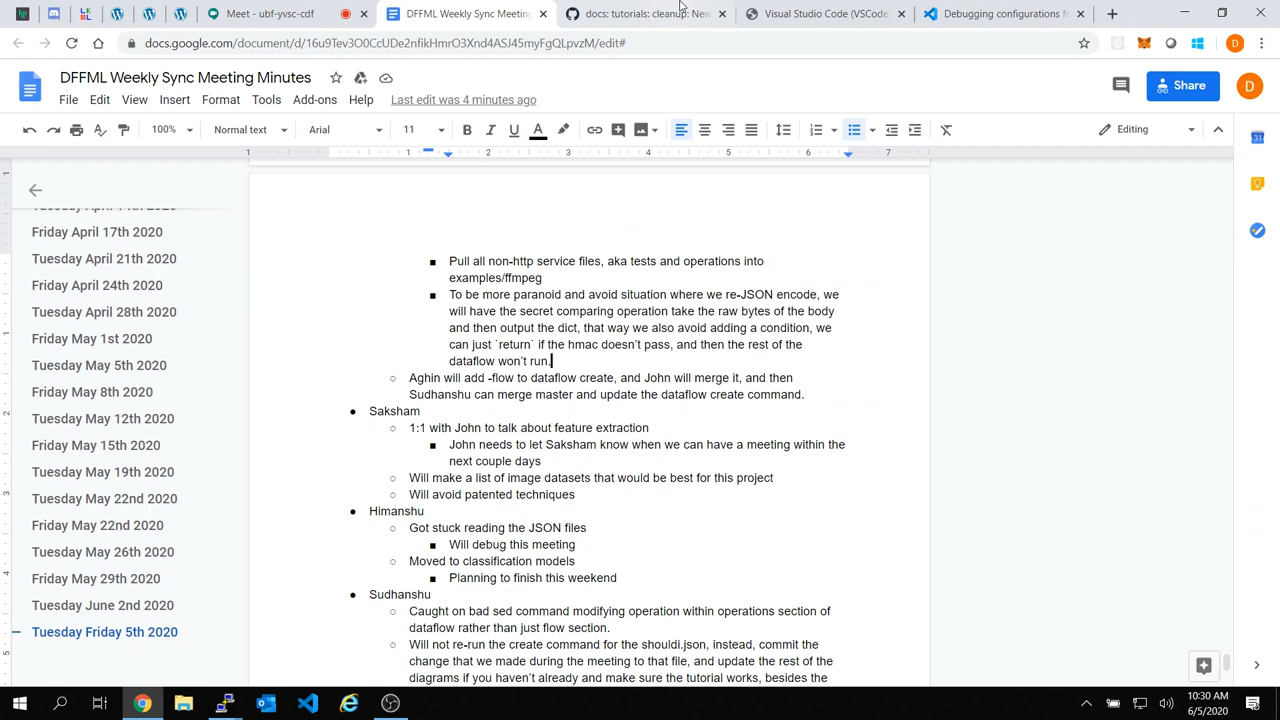 Meet - ubf-yvsc-cdf
DFFML Weekly Sync Meeting
docs: tutorials: cleanup: New
Visual Studio Code (VSCode
Debugging configurations fo
docs.google.com/document/d/16u9Tev3O0CcUDe2nfikHmrO3Xnd4ASJ45myFgQLpvzM/edit#
D
DFFML Weekly Sync Meeting Minutes
File Edit View Insert Format Tools Add-ons Help Last edit was 4 minutes ago
Share
D
100% Normal text Arial 11 B I U A Editing
1 1 2 3 4 5 6 7
Friday April 17th 2020
Tuesday April 21th 2020
Friday April 24th 2020
Tuesday April 28th 2020
Friday May 1st 2020
Tuesday May 5th 2020
Friday May 8th 2020
Tuesday May 12th 2020
Friday May 15th 2020
Tuesday May 19th 2020
Tuesday May 22nd 2020
Friday May 22nd 2020
Tuesday May 26th 2020
Friday May 29th 2020
Tuesday June 2nd 2020
Tuesday Friday 5th 2020
■ Pull all non-http service files, aka tests and operations into
examples/ffmpeg
■ To be more paranoid and avoid situation where we re-JSON encode, we
will have the secret comparing operation take the raw bytes of the body
and then output the dict, that way we also avoid adding a condition, we
can just `return` if the hmac doesn't pass, and then the rest of the
dataflow won't run.
○ Aghin will add -flow to dataflow create, and John will merge it, and then
Sudhanshu can merge master and update the dataflow create command.
● Saksham
○ 1:1 with John to talk about feature extraction
■ John needs to let Saksham know when we can have a meeting within the
next couple days
○ Will make a list of image datasets that would be best for this project
○ Will avoid patented techniques
● Himanshu
○ Got stuck reading the JSON files
■ Will debug this meeting
○ Moved to classification models
■ Planning to finish this weekend
● Sudhanshu
○ Caught on bad sed command modifying operation within operations section of
dataflow rather than just flow section.
○ Will not re-run the create command for the shouldi.json, instead, commit the
change that we made during the meeting to that file, and update the rest of the
diagrams if you haven't already and make sure the tutorial works, besides the
10:30 AM
6/5/2020